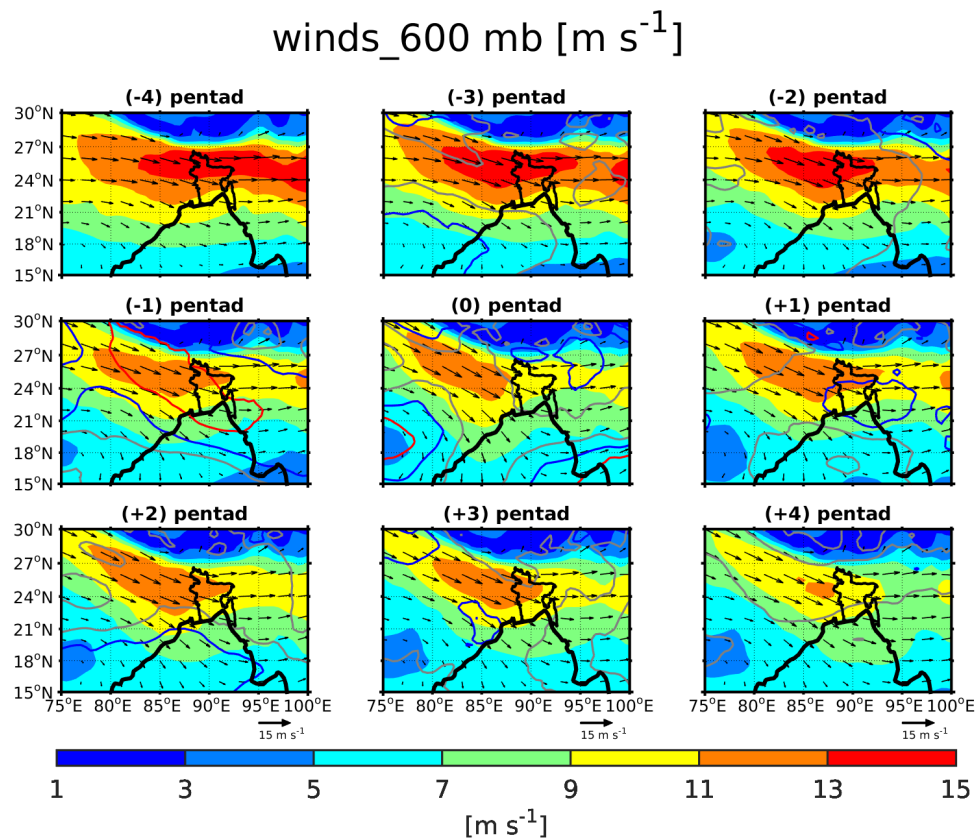 winds_600 mb [m s⁻¹]
(-4) pentad
(-3) pentad
(-2) pentad
30°N
27°N
24°N
21°N
18°N
15°N
(-1) pentad
(0) pentad
(+1) pentad
30°N
27°N
24°N
21°N
18°N
15°N
(+2) pentad
(+3) pentad
(+4) pentad
30°N
27°N
24°N
21°N
18°N
15°N
75°E 80°E 85°E 90°E 95°E 100°E
75°E 80°E 85°E 90°E 95°E 100°E
75°E 80°E 85°E 90°E 95°E 100°E
15 m s⁻¹
15 m s⁻¹
15 m s⁻¹
1 3 5 7 9 11 13 15
[m s⁻¹]